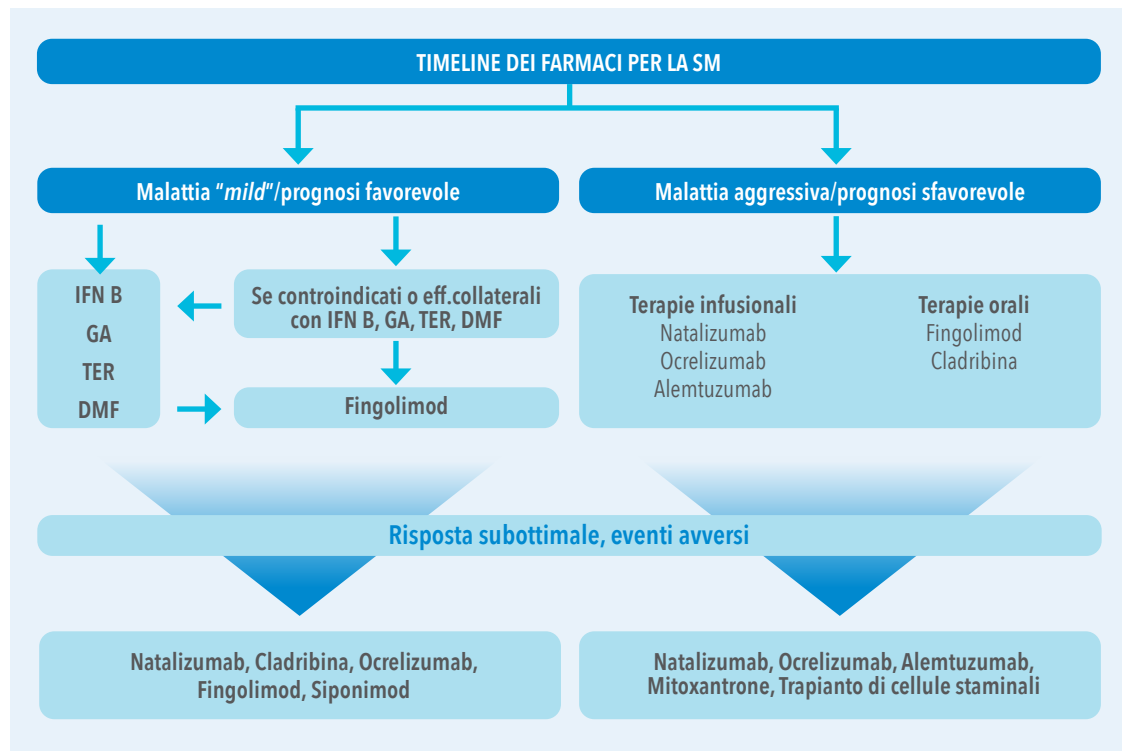 TIMELINE DEI FARMACI PER LA SM
Malattia "mild"/prognosi favorevole
IFN B
GA
TER
DMF
Se controindicati o eff.collaterali
con IFN B, GA, TER, DMF
Fingolimod
Malattia aggressiva/prognosi sfavorevole
Terapie infusionali
Natalizumab
Ocrelizumab
Alemtuzumab
Terapie orali
Fingolimod
Cladribina
Risposta subottimale, eventi avversi
Natalizumab, Cladribina, Ocrelizumab,
Fingolimod, Siponimod
Natalizumab, Ocrelizumab, Alemtuzumab,
Mitoxantrone, Trapianto di cellule staminali